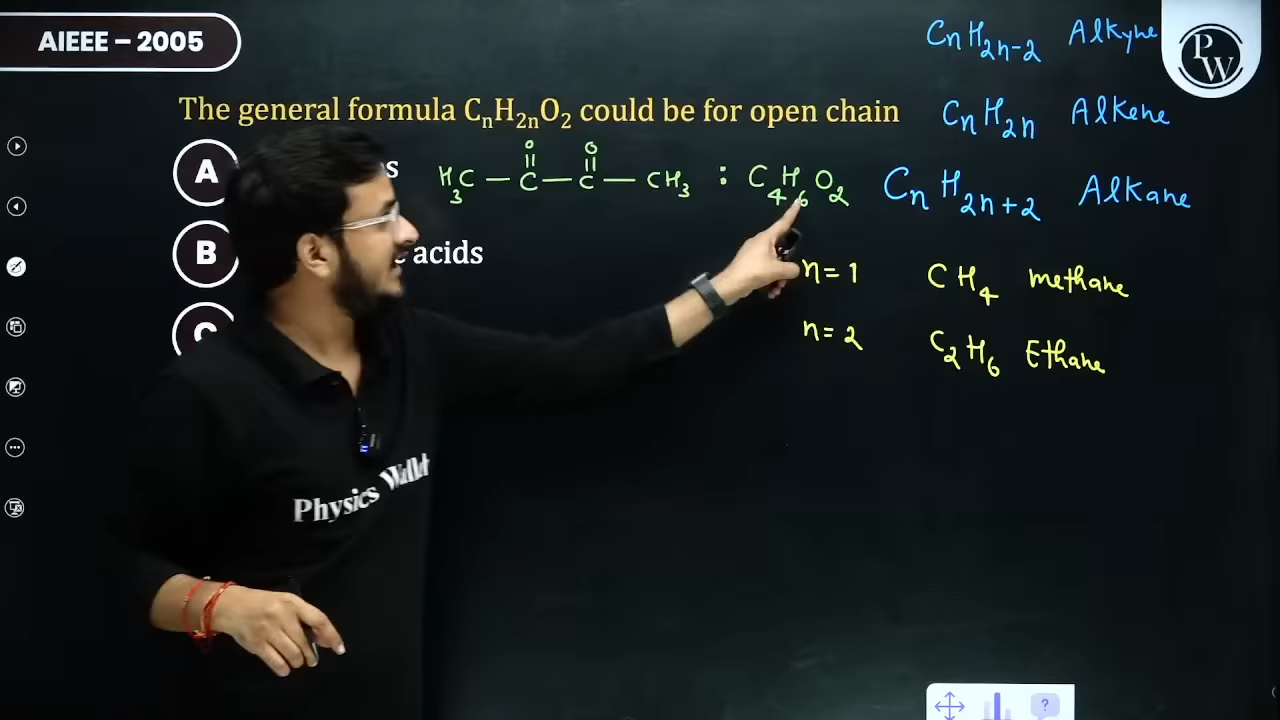 AIEEE – 2005
CₙH₂ₙ₋₂ Alkyne
PW
The general formula CₙH₂ₙO₂ could be for open chain
CₙH₂ₙ Alkene
A
s
O O
|| ||
H₃C — C — C — CH₃ : C₄H₆O₂
CₙH₂ₙ₊₂ Alkane
B
c acids
n = 1 CH₄ methane
C
n = 2 C₂H₆ Ethane
Physics Wallah
?